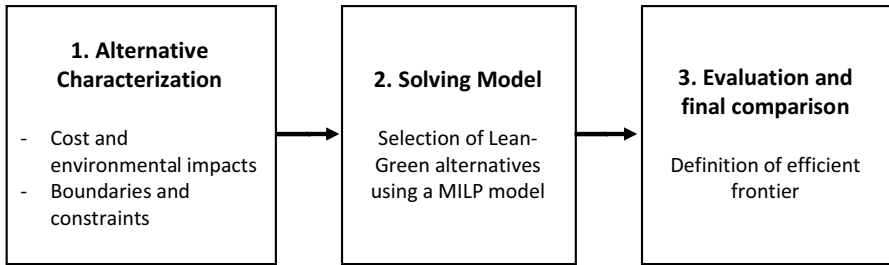 1. Alternative
Characterization
- Cost and
environmental impacts
- Boundaries and
constraints
2. Solving Model
Selection of Lean-
Green alternatives
using a MILP model
3. Evaluation and
final comparison
Definition of efficient
frontier